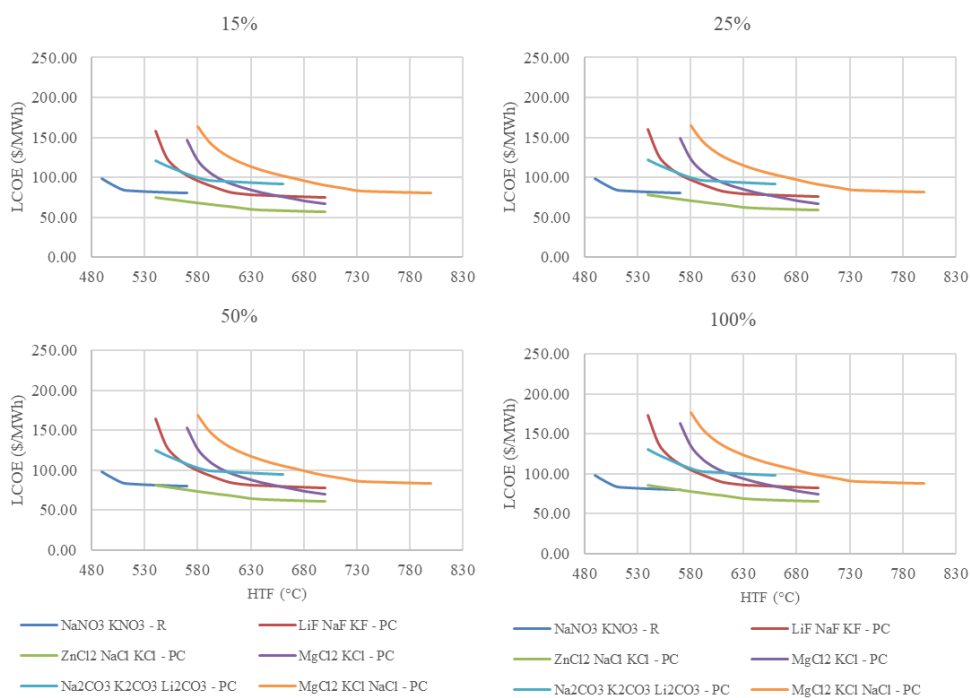 15%
250.00
200.00
150.00
100.00
50.00
0.00
LCOE ($/MWh)
480 530 580 630 680 730 780 830
25%
250.00
200.00
150.00
100.00
50.00
0.00
LCOE ($/MWh)
480 530 580 630 680 730 780 830
50%
250.00
200.00
150.00
100.00
50.00
0.00
LCOE ($/MWh)
480 530 580 630 680 730 780 830
HTF (°C)
100%
250.00
200.00
150.00
100.00
50.00
0.00
LCOE ($/MWh)
480 530 580 630 680 730 780 830
HTF (°C)
NaNO3 KNO3 - R
LiF NaF KF - PC
ZnCl2 NaCl KCl - PC
MgCl2 KCl - PC
Na2CO3 K2CO3 Li2CO3 - PC
MgCl2 KCl NaCl - PC
NaNO3 KNO3 - R
LiF NaF KF - PC
ZnCl2 NaCl KCl - PC
MgCl2 KCl - PC
Na2CO3 K2CO3 Li2CO3 - PC
MgCl2 KCl NaCl - PC